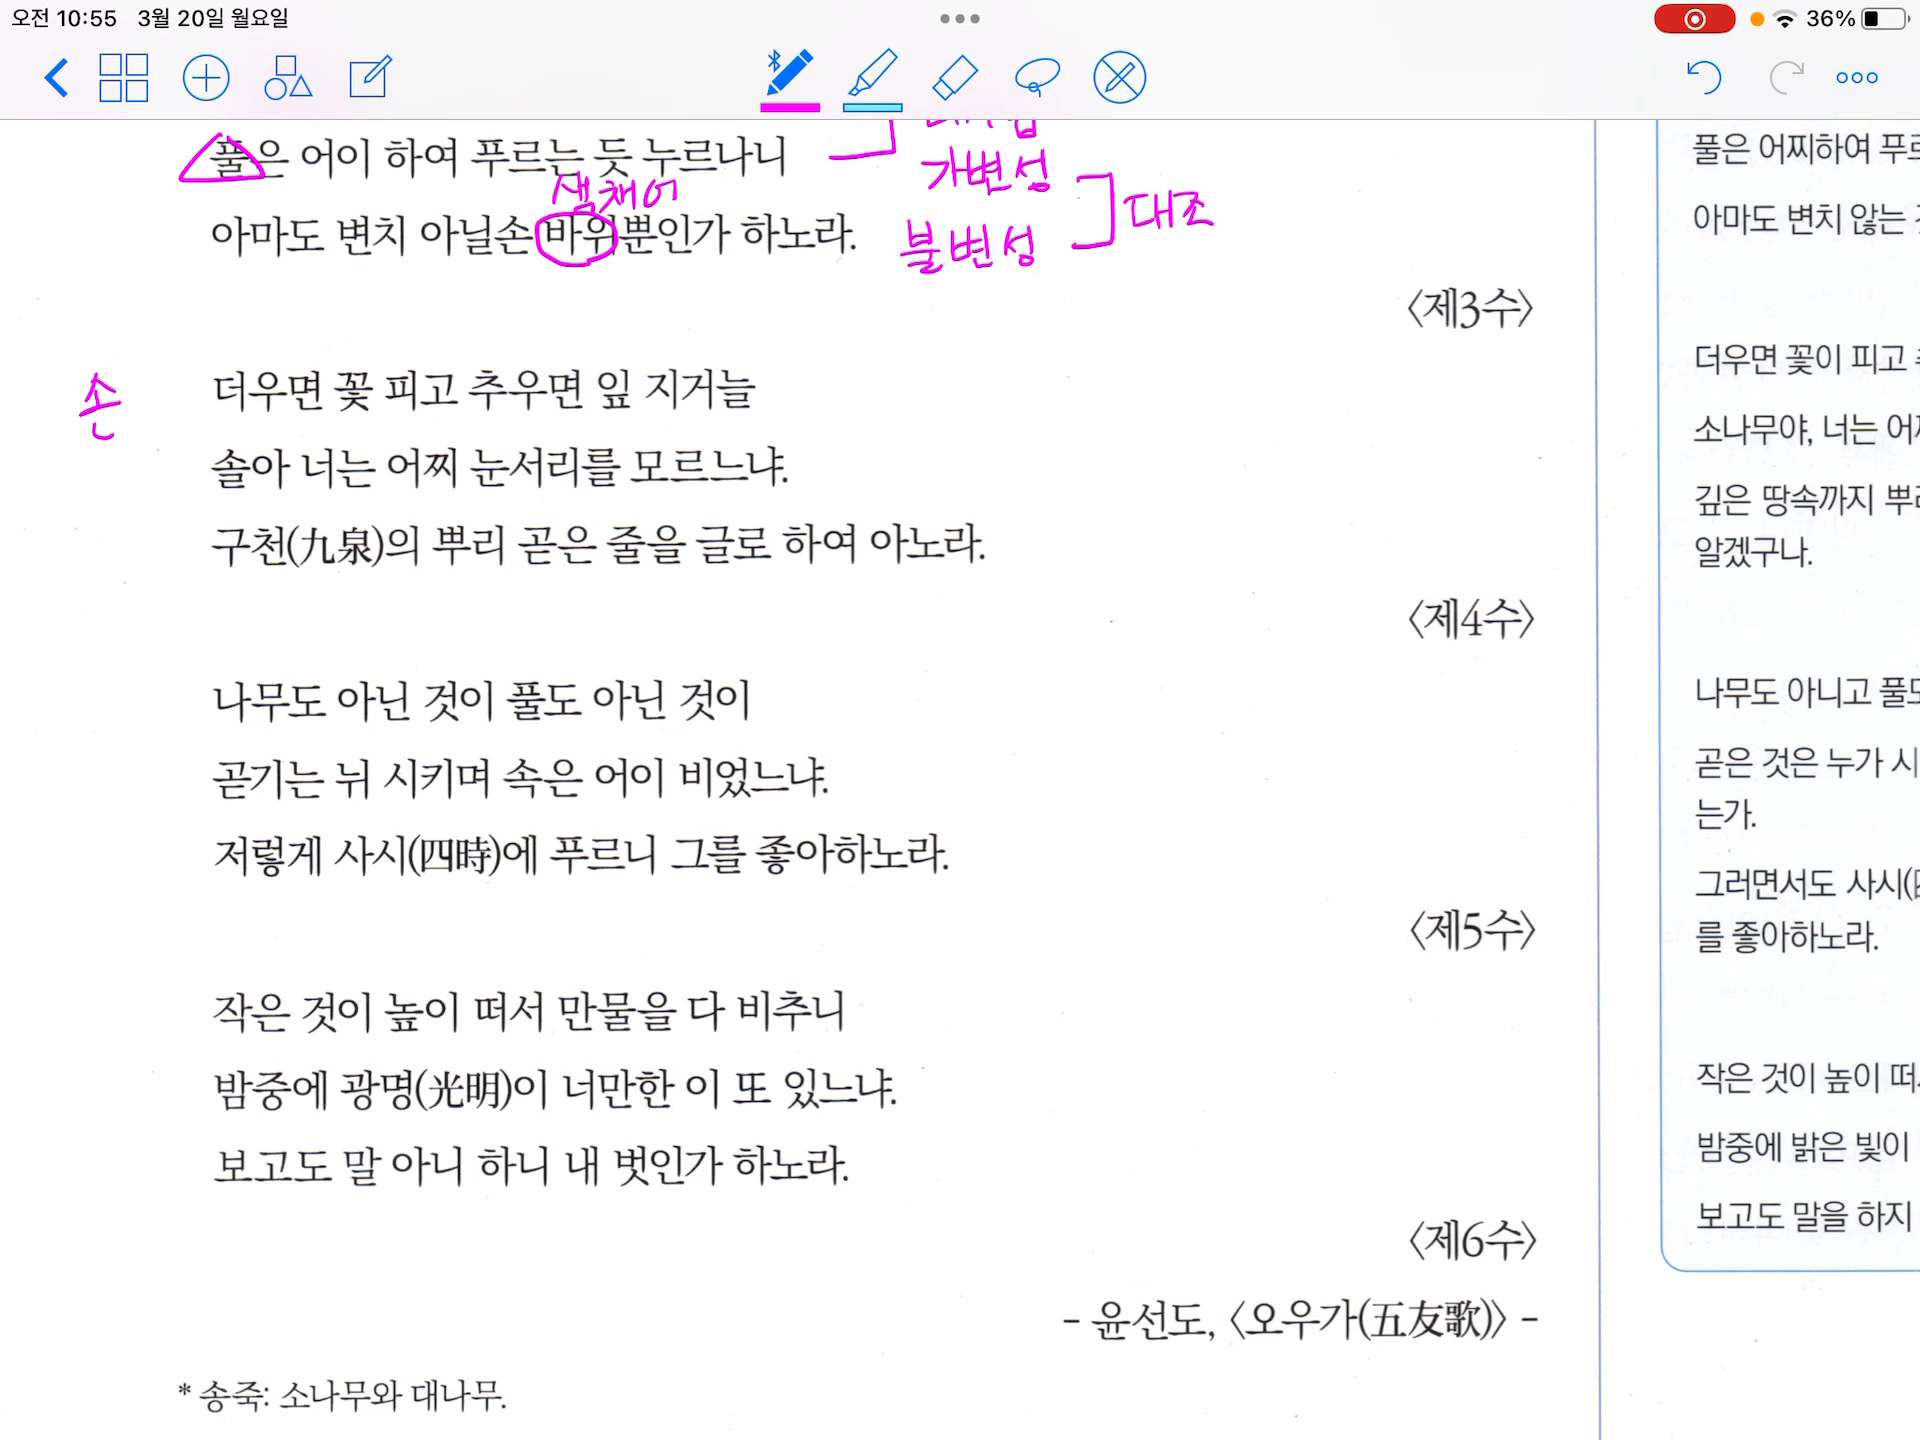 오전 10:55 3월 20일 월요일
36%
풀은 어이 하여 푸르는 듯 누르나니
가변성
색채어
대조
아마도 변치 아닐손 바위뿐인가 하노라.
불변성
〈제3수〉
더우면 꽃 피고 추우면 잎 지거늘
솔아 너는 어찌 눈서리를 모르느냐.
구천(九泉)의 뿌리 곧은 줄을 글로 하여 아노라.
〈제4수〉
나무도 아닌 것이 풀도 아닌 것이
곧기는 뉘 시키며 속은 어이 비었느냐.
저렇게 사시(四時)에 푸르니 그를 좋아하노라.
〈제5수〉
작은 것이 높이 떠서 만물을 다 비추니
밤중에 광명(光明)이 너만한 이 또 있느냐.
보고도 말 아니 하니 내 벗인가 하노라.
〈제6수〉
- 윤선도, 〈오우가(五友歌)〉 -
* 송죽: 소나무와 대나무.
풀은 어찌하여 푸르
아마도 변치 않는
더우면 꽃이 피고
소나무야, 너는
깊은 땅속까지
알겠구나.
나무도 아니고 풀도
곧은 것은 누가 시
는가.
그러면서도 사시(
를 좋아하노라.
작은 것이 높이
밤중에 밝은 빛이
보고도 말을 하지